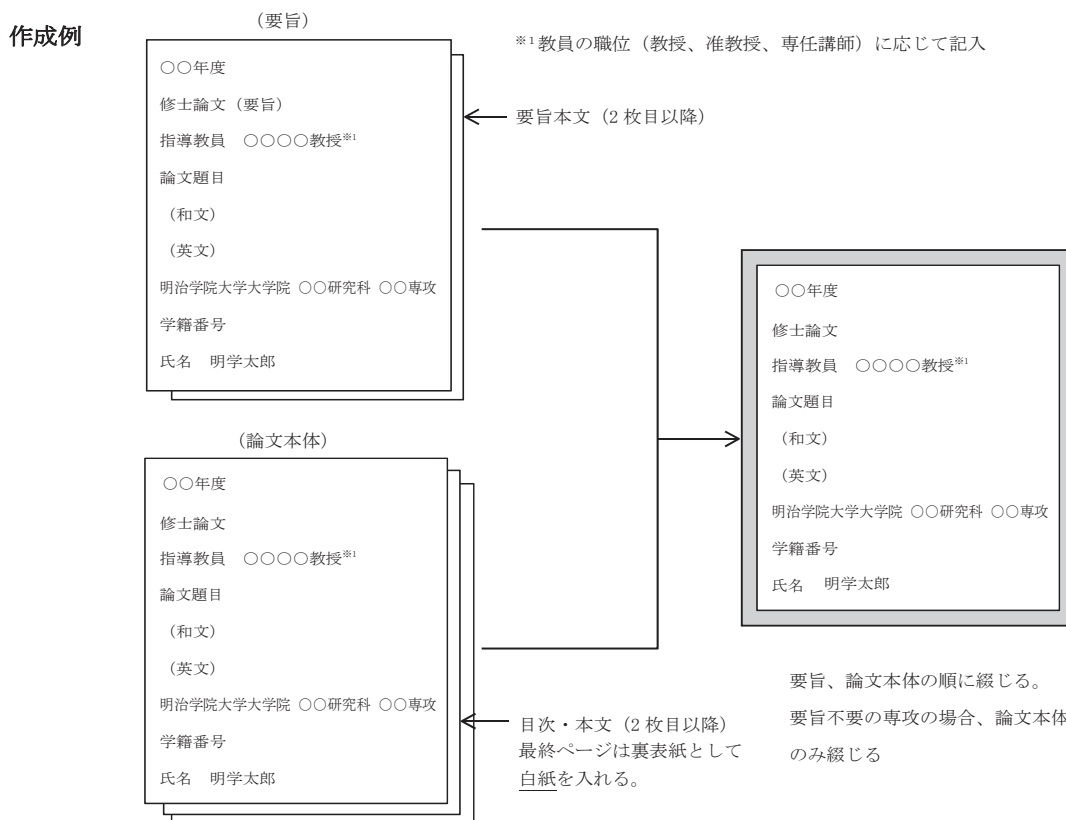 作成例
(要旨)
※1教員の職位（教授、准教授、専任講師）に応じて記入
○○年度
修士論文（要旨）
指導教員　○○○○教授※1
論文題目
（和文）
（英文）
明治学院大学大学院 ○○研究科 ○○専攻
学籍番号
氏名　明学太郎
要旨本文（2 枚目以降）
(論文本体)
○○年度
修士論文
指導教員　○○○○教授※1
論文題目
（和文）
（英文）
明治学院大学大学院 ○○研究科 ○○専攻
学籍番号
氏名　明学太郎
目次・本文（2 枚目以降）
最終ページは裏表紙として
白紙を入れる。
○○年度
修士論文
指導教員　○○○○教授※1
論文題目
（和文）
（英文）
明治学院大学大学院 ○○研究科 ○○専攻
学籍番号
氏名　明学太郎
要旨、論文本体の順に綴じる。
要旨不要の専攻の場合、論文本体
のみ綴じる